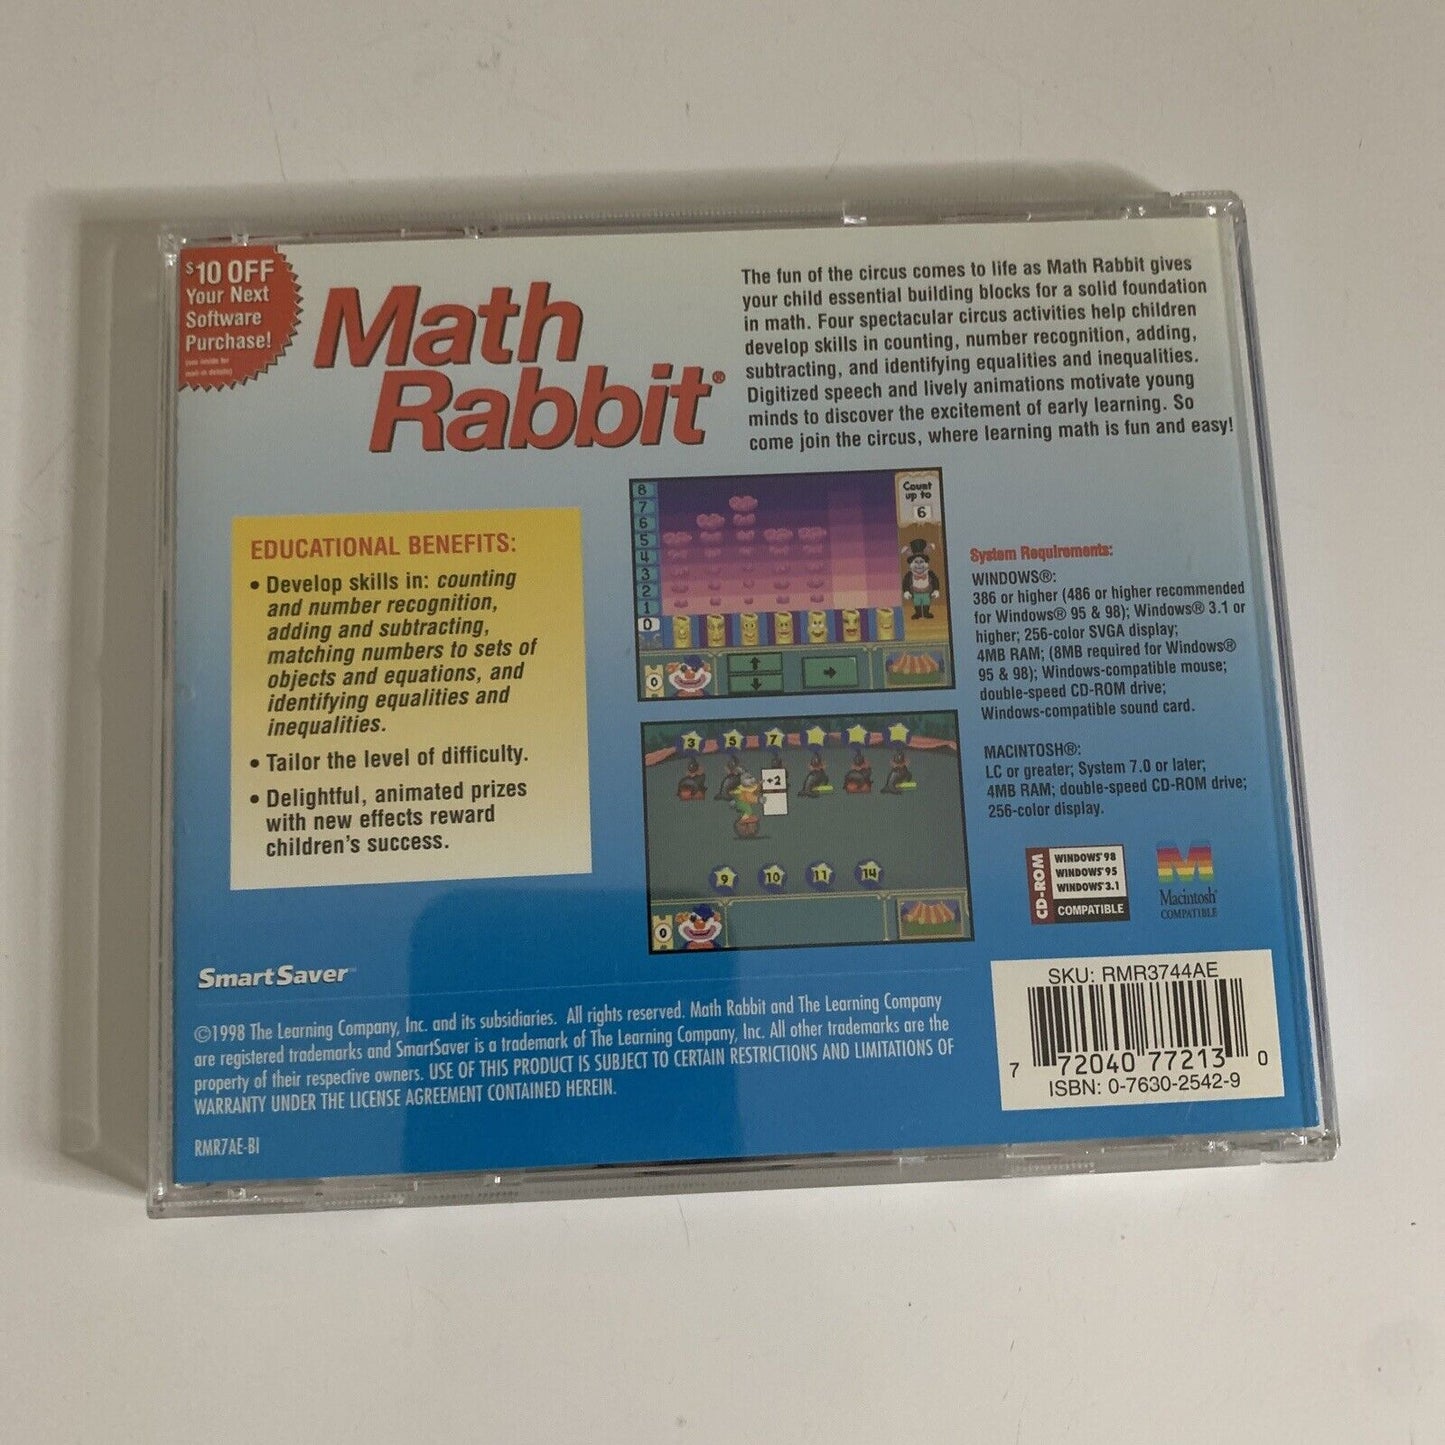 $10 OFF
Your Next
Software
Purchase!
(see inside for
mail-in details)
Math
Rabbit®
The fun of the circus comes to life as Math Rabbit gives
your child essential building blocks for a solid foundation
in math. Four spectacular circus activities help children
develop skills in counting, number recognition, adding,
subtracting, and identifying equalities and inequalities.
Digitized speech and lively animations motivate young
minds to discover the excitement of early learning. So
come join the circus, where learning math is fun and easy!
EDUCATIONAL BENEFITS:
• Develop skills in: counting
and number recognition,
adding and subtracting,
matching numbers to sets of
objects and equations, and
identifying equalities and
inequalities.
• Tailor the level of difficulty.
• Delightful, animated prizes
with new effects reward
children's success.
8
7
6
5
4
3
2
1
0
Count
up to
6
0
3 5 7
+2
9 10 11 14
0
System Requirements:
WINDOWS®:
386 or higher (486 or higher recommended
for Windows® 95 & 98); Windows® 3.1 or
higher; 256-color SVGA display;
4MB RAM; (8MB required for Windows®
95 & 98); Windows-compatible mouse;
double-speed CD-ROM drive;
Windows-compatible sound card.
MACINTOSH®:
LC or greater; System 7.0 or later;
4MB RAM; double-speed CD-ROM drive;
256-color display.
CD-ROM
WINDOWS® 98
WINDOWS® 95
WINDOWS® 3.1
COMPATIBLE
Macintosh®
COMPATIBLE
SmartSaver™
©1998 The Learning Company, Inc. and its subsidiaries. All rights reserved. Math Rabbit and The Learning Company
are registered trademarks and SmartSaver is a trademark of The Learning Company, Inc. All other trademarks are the
property of their respective owners. USE OF THIS PRODUCT IS SUBJECT TO CERTAIN RESTRICTIONS AND LIMITATIONS OF
WARRANTY UNDER THE LICENSE AGREEMENT CONTAINED HEREIN.
RMR7AE-BI
SKU: RMR3744AE
7 72040 77213 0
ISBN: 0-7630-2542-9